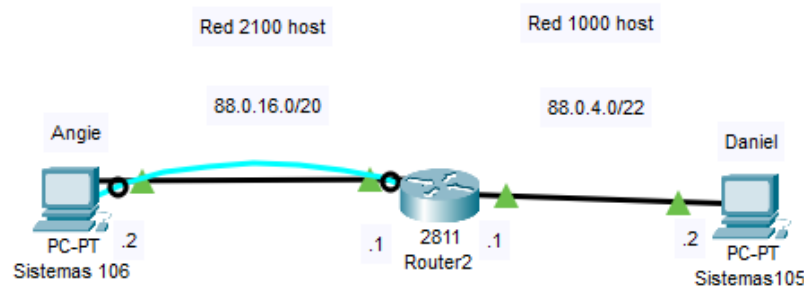 Red 2100 host
Red 1000 host
88.0.16.0/20
88.0.4.0/22
Angie
Daniel
.2
.1
.1
.2
PC-PT
Sistemas 106
2811
Router2
PC-PT
Sistemas105